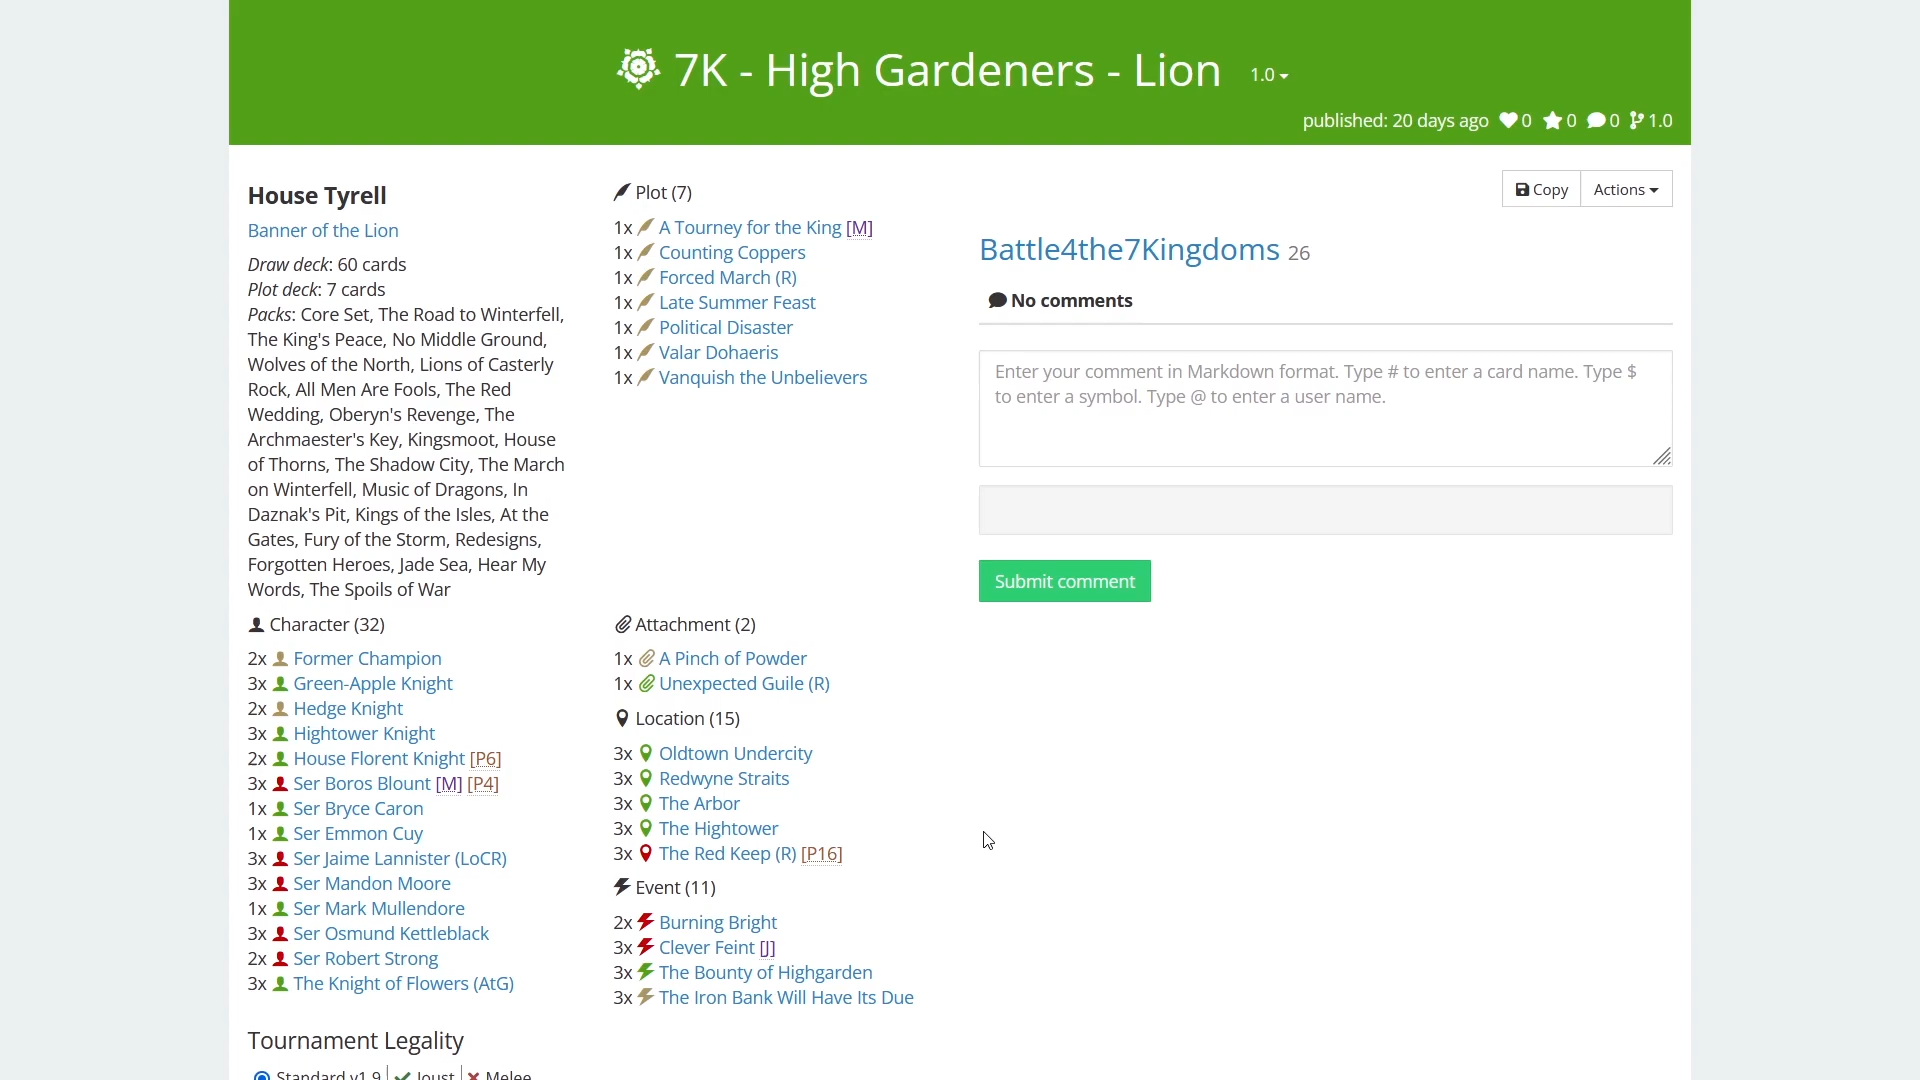 7K - High Gardeners - Lion 1.0
published: 20 days ago 0 0 0 1.0
House Tyrell
Banner of the Lion
Draw deck: 60 cards
Plot deck: 7 cards
Packs: Core Set, The Road to Winterfell,
The King's Peace, No Middle Ground,
Wolves of the North, Lions of Casterly
Rock, All Men Are Fools, The Red
Wedding, Oberyn's Revenge, The
Archmaester's Key, Kingsmoot, House
of Thorns, The Shadow City, The March
on Winterfell, Music of Dragons, In
Daznak's Pit, Kings of the Isles, At the
Gates, Fury of the Storm, Redesigns,
Forgotten Heroes, Jade Sea, Hear My
Words, The Spoils of War
Plot (7)
1x A Tourney for the King [M]
1x Counting Coppers
1x Forced March (R)
1x Late Summer Feast
1x Political Disaster
1x Valar Dohaeris
1x Vanquish the Unbelievers
Copy Actions
Battle4the7Kingdoms 26
No comments
Enter your comment in Markdown format. Type # to enter a card name. Type $
to enter a symbol. Type @ to enter a user name.
Submit comment
Character (32)
2x Former Champion
3x Green-Apple Knight
2x Hedge Knight
3x Hightower Knight
2x House Florent Knight [P6]
3x Ser Boros Blount [M] [P4]
1x Ser Bryce Caron
1x Ser Emmon Cuy
3x Ser Jaime Lannister (LoCR)
3x Ser Mandon Moore
1x Ser Mark Mullendore
3x Ser Osmund Kettleblack
2x Ser Robert Strong
3x The Knight of Flowers (AtG)
Attachment (2)
1x A Pinch of Powder
1x Unexpected Guile (R)
Location (15)
3x Oldtown Undercity
3x Redwyne Straits
3x The Arbor
3x The Hightower
3x The Red Keep (R) [P16]
Event (11)
2x Burning Bright
3x Clever Feint [J]
3x The Bounty of Highgarden
3x The Iron Bank Will Have Its Due
Tournament Legality
Standard v1.9 Joust Melee